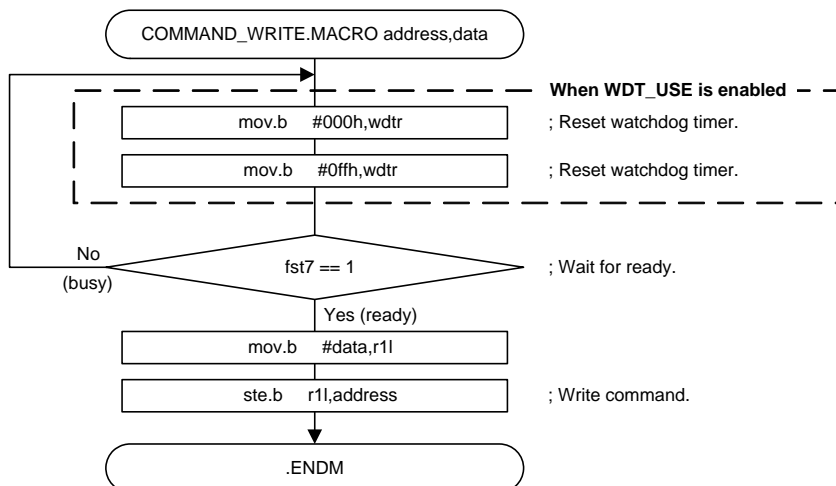 COMMAND_WRITE.MACRO address,data
When WDT_USE is enabled
mov.b #000h,wdtr ; Reset watchdog timer.
mov.b #0ffh,wdtr ; Reset watchdog timer.
No
(busy)
fst7 == 1 ; Wait for ready.
Yes (ready)
mov.b #data,r1l
ste.b r1l,address ; Write command.
.ENDM